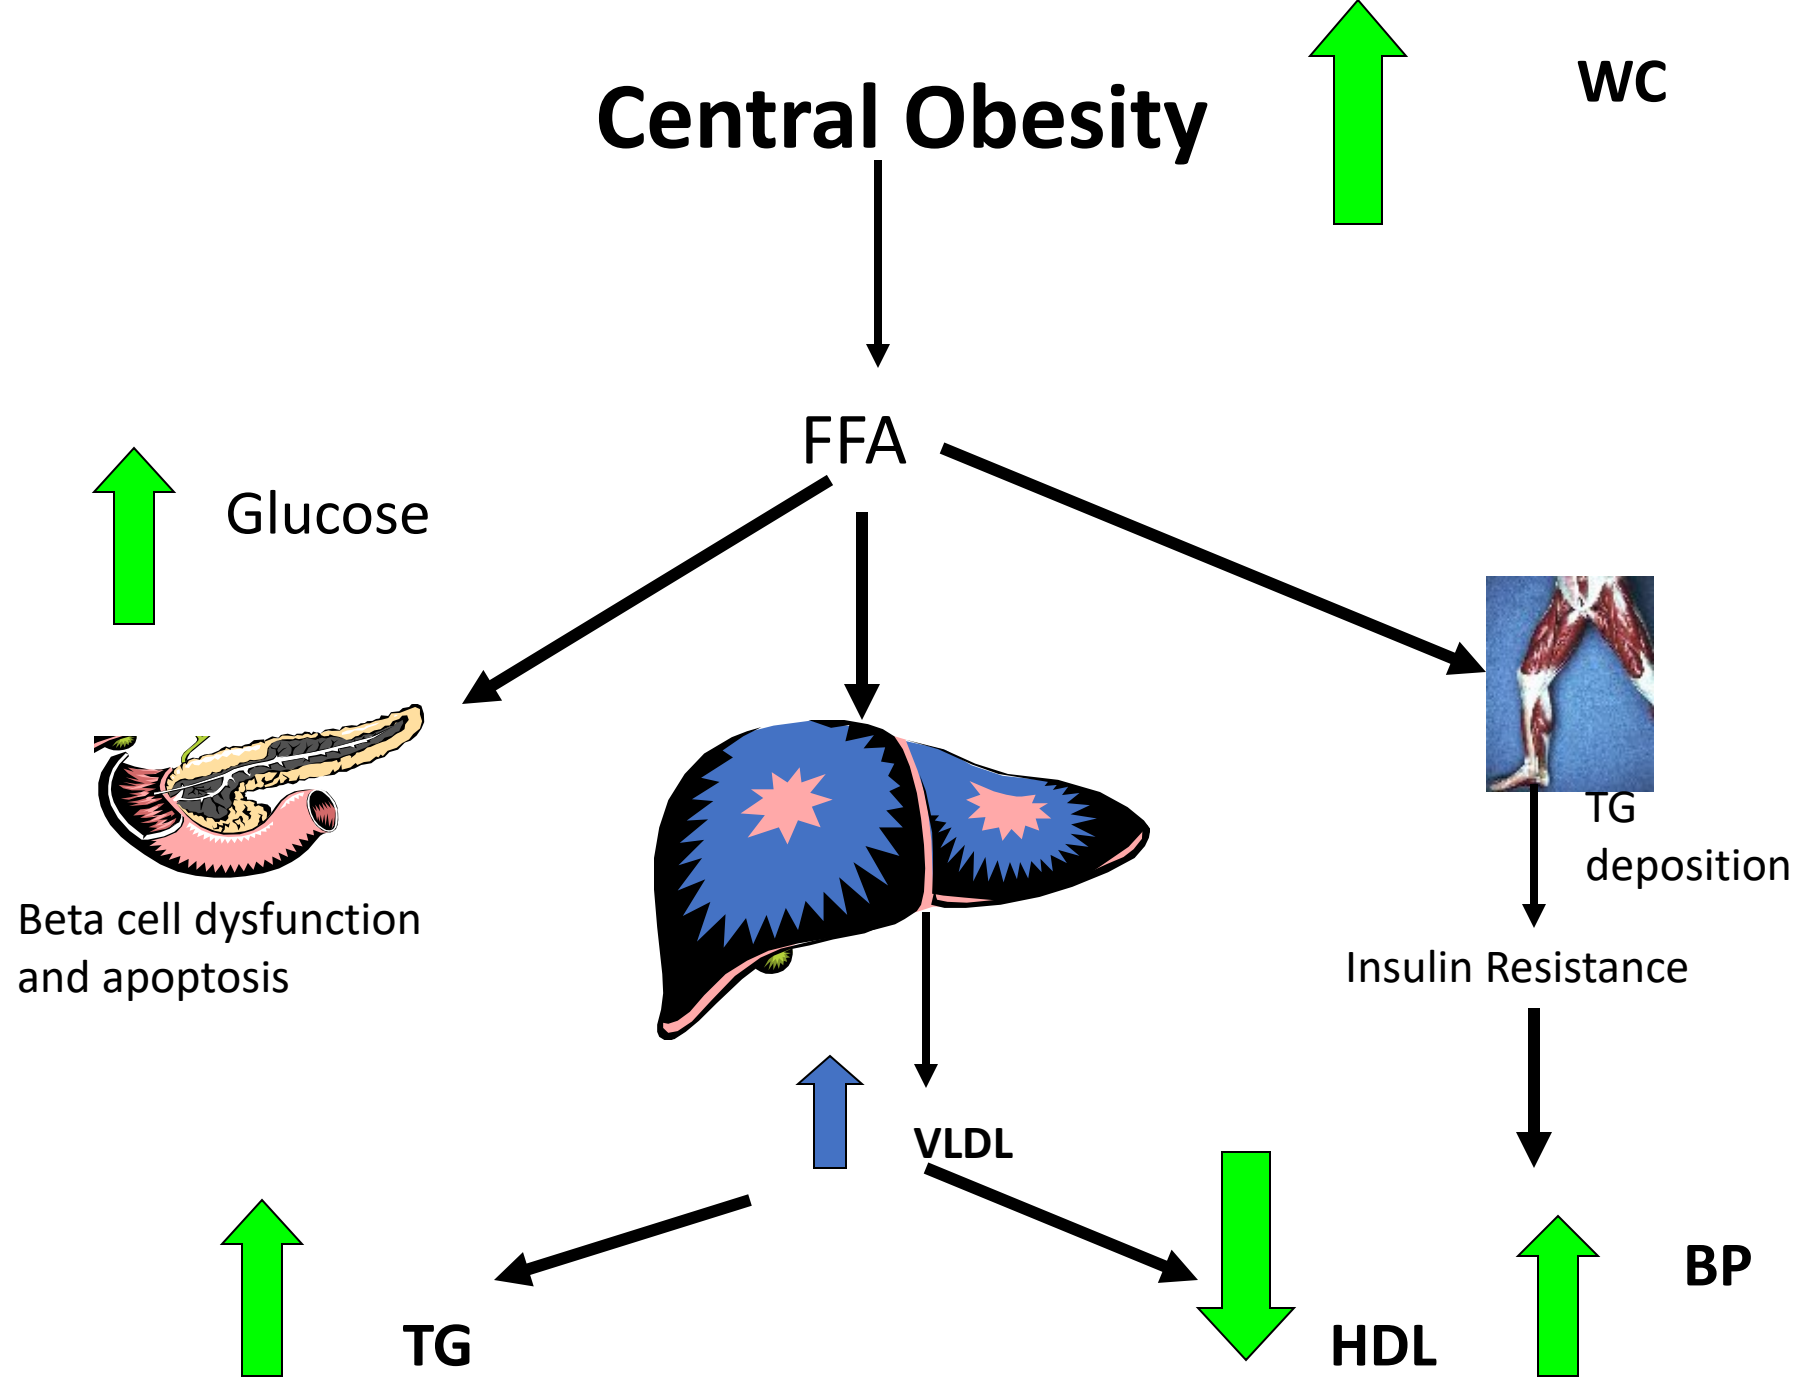 Central Obesity
WC
FFA
Glucose
TG
deposition
Beta cell dysfunction
and apoptosis
Insulin Resistance
VLDL
BP
TG
HDL